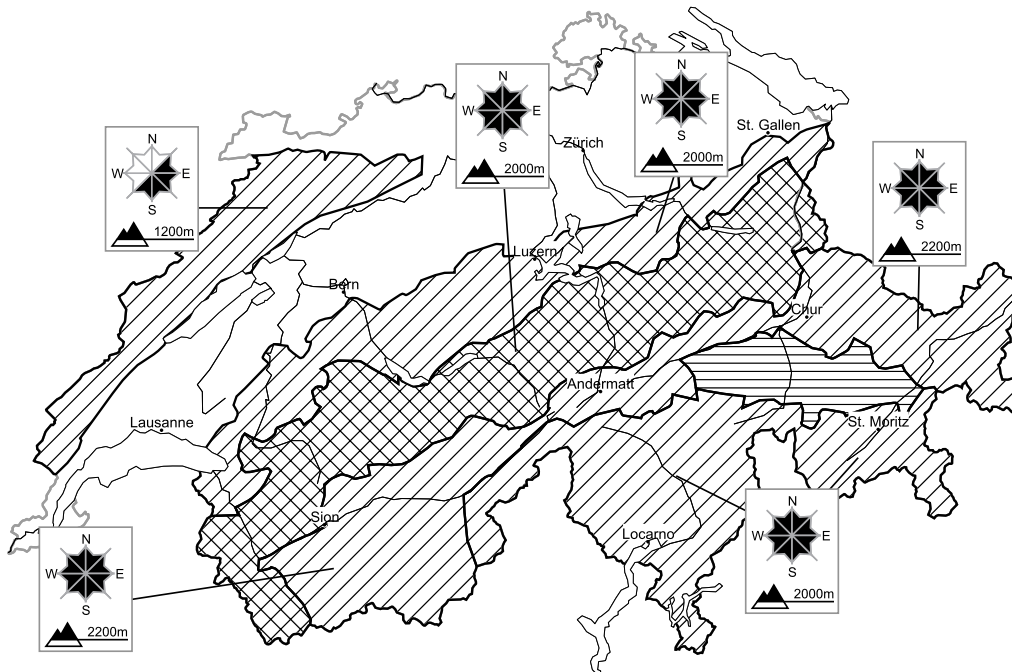 N
W E
S
2000m
N
W E
S
2000m
St. Gallen
N
W E
S
1200m
Zürich
N
W E
S
2200m
Luzern
Bern
Chur
Andermatt
Lausanne
St. Moritz
Sion
Locarno
N
W E
S
2000m
N
W E
S
2200m